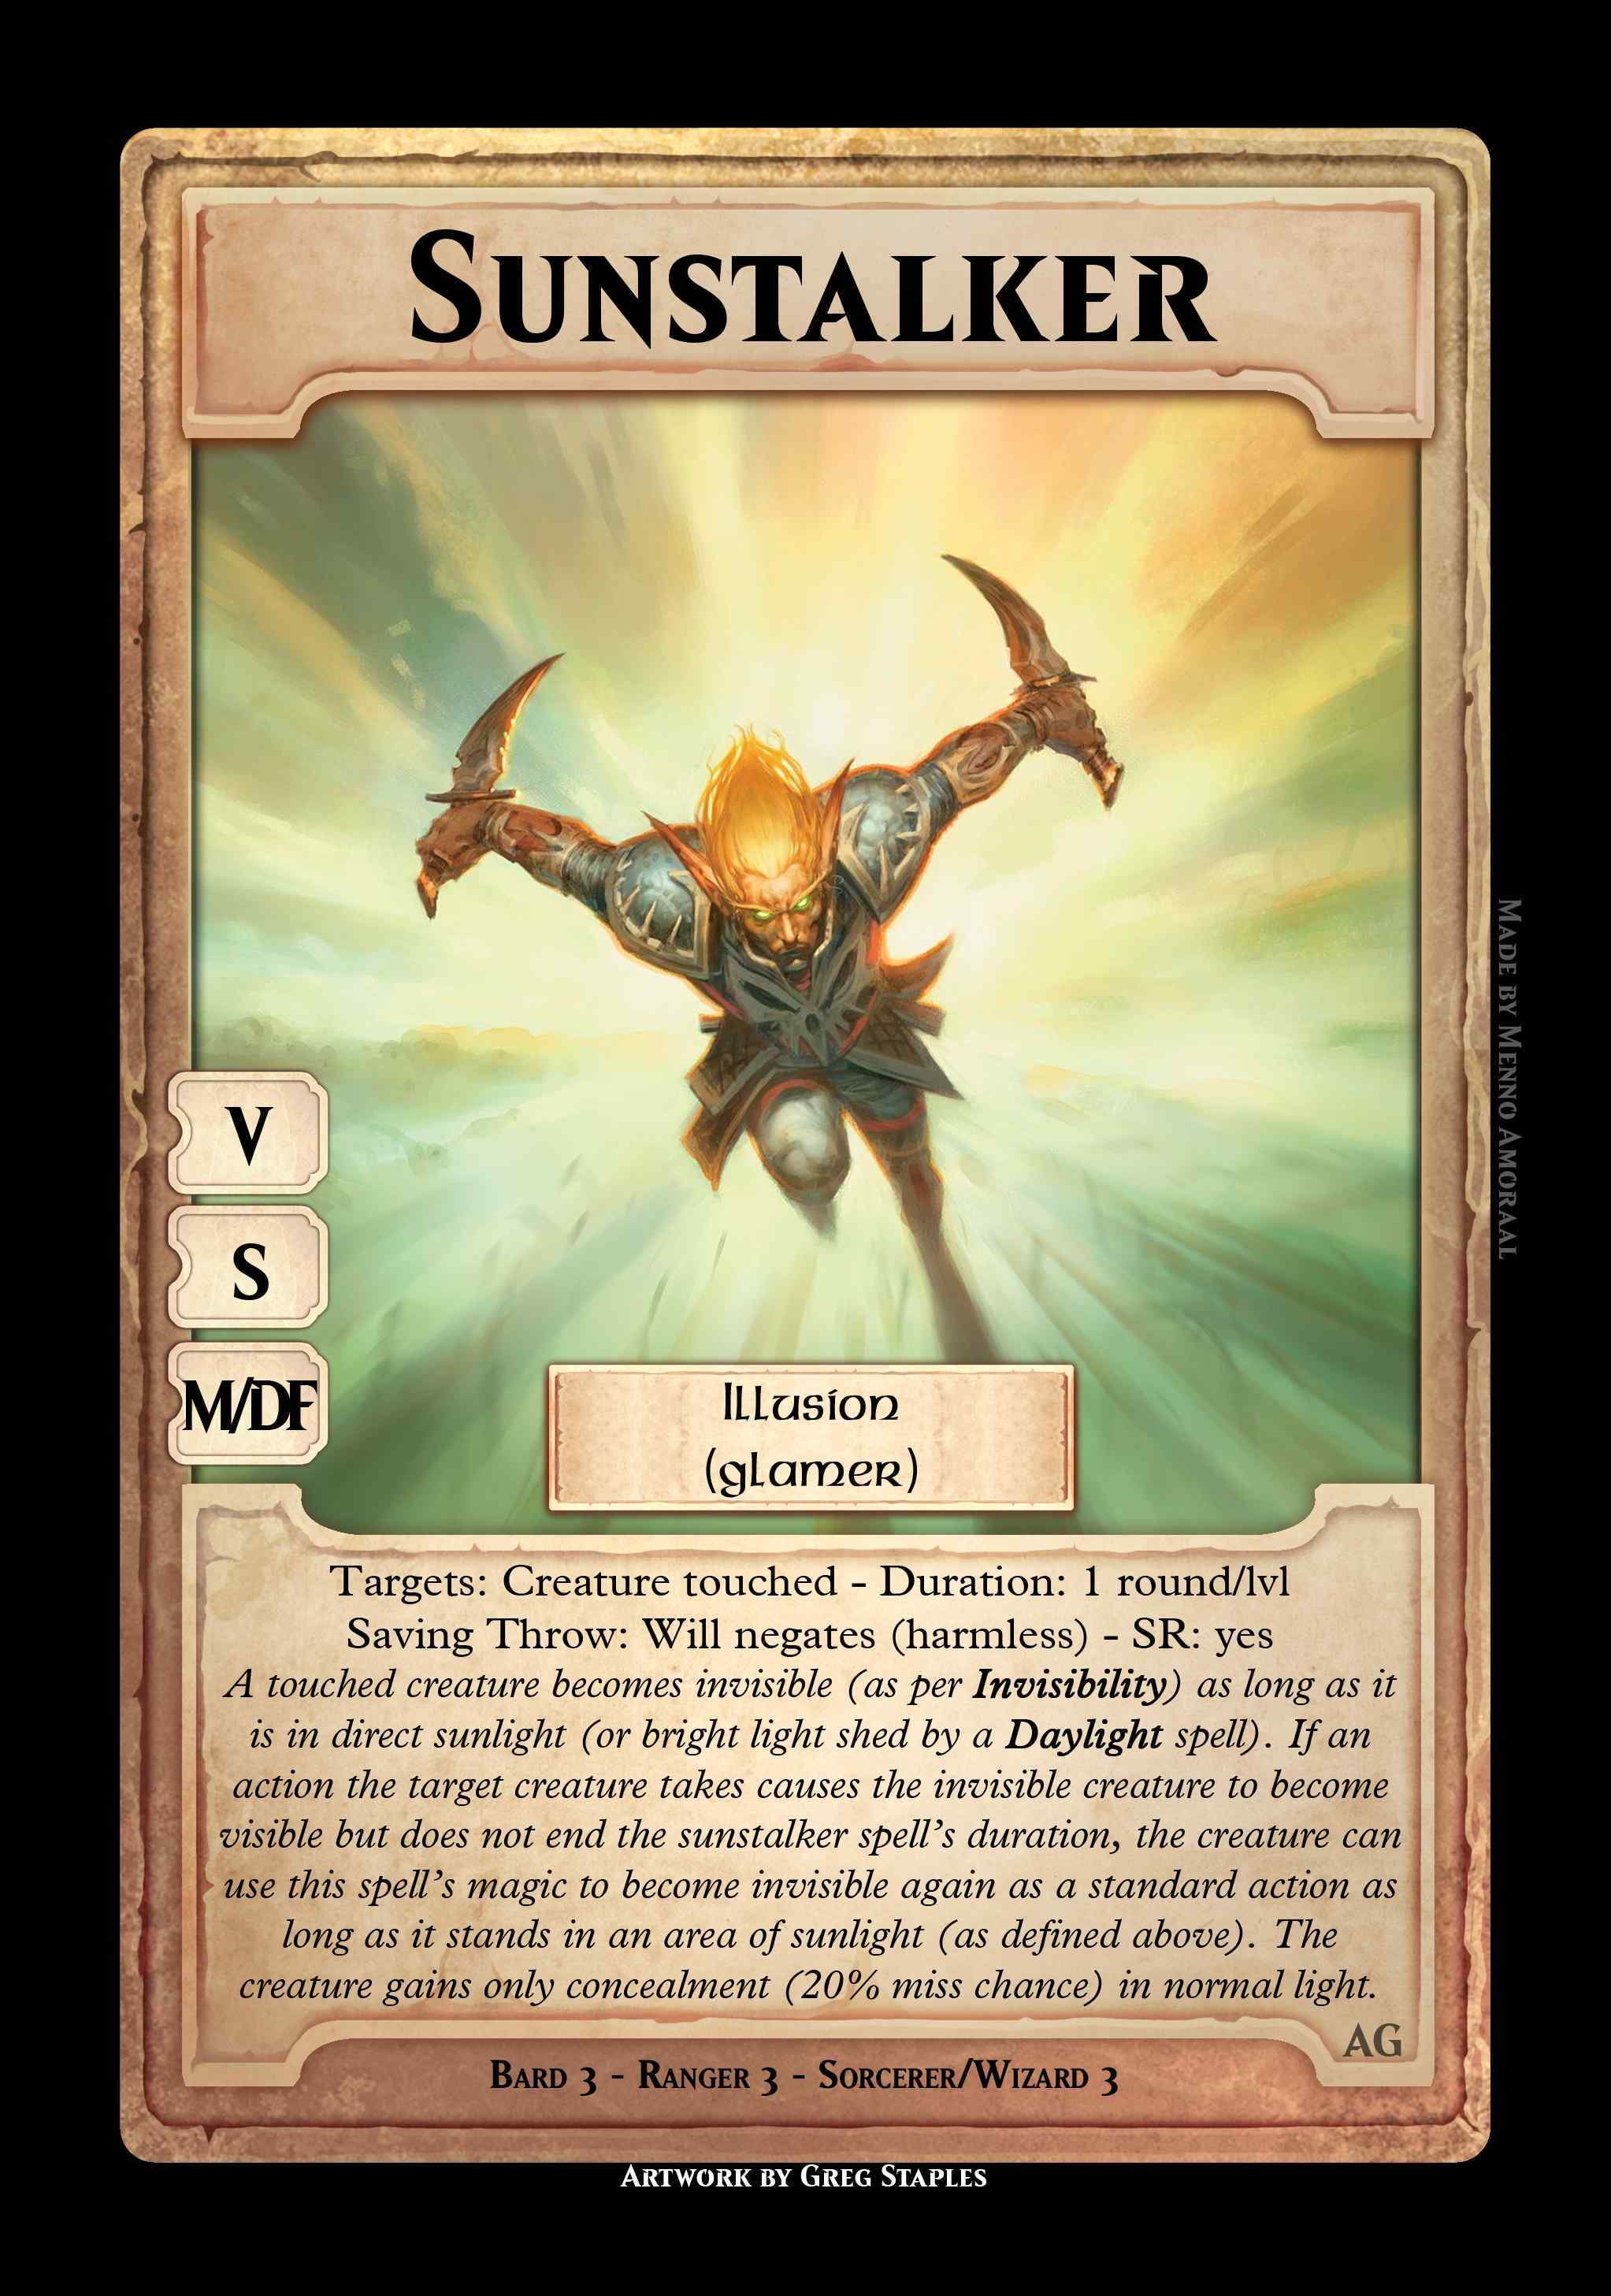 Sunstalker
V
S
M/DF
Illusion
(glamer)
Targets: Creature touched - Duration: 1 round/lvl
Saving Throw: Will negates (harmless) - SR: yes
A touched creature becomes invisible (as per Invisibility) as long as it
is in direct sunlight (or bright light shed by a Daylight spell). If an
action the target creature takes causes the invisible creature to become
visible but does not end the sunstalker spell's duration, the creature can
use this spell's magic to become invisible again as a standard action as
long as it stands in an area of sunlight (as defined above). The
creature gains only concealment (20% miss chance) in normal light.
AG
Bard 3 - Ranger 3 - Sorcerer/Wizard 3
Artwork by Greg Staples
Made by Menno Amoraal